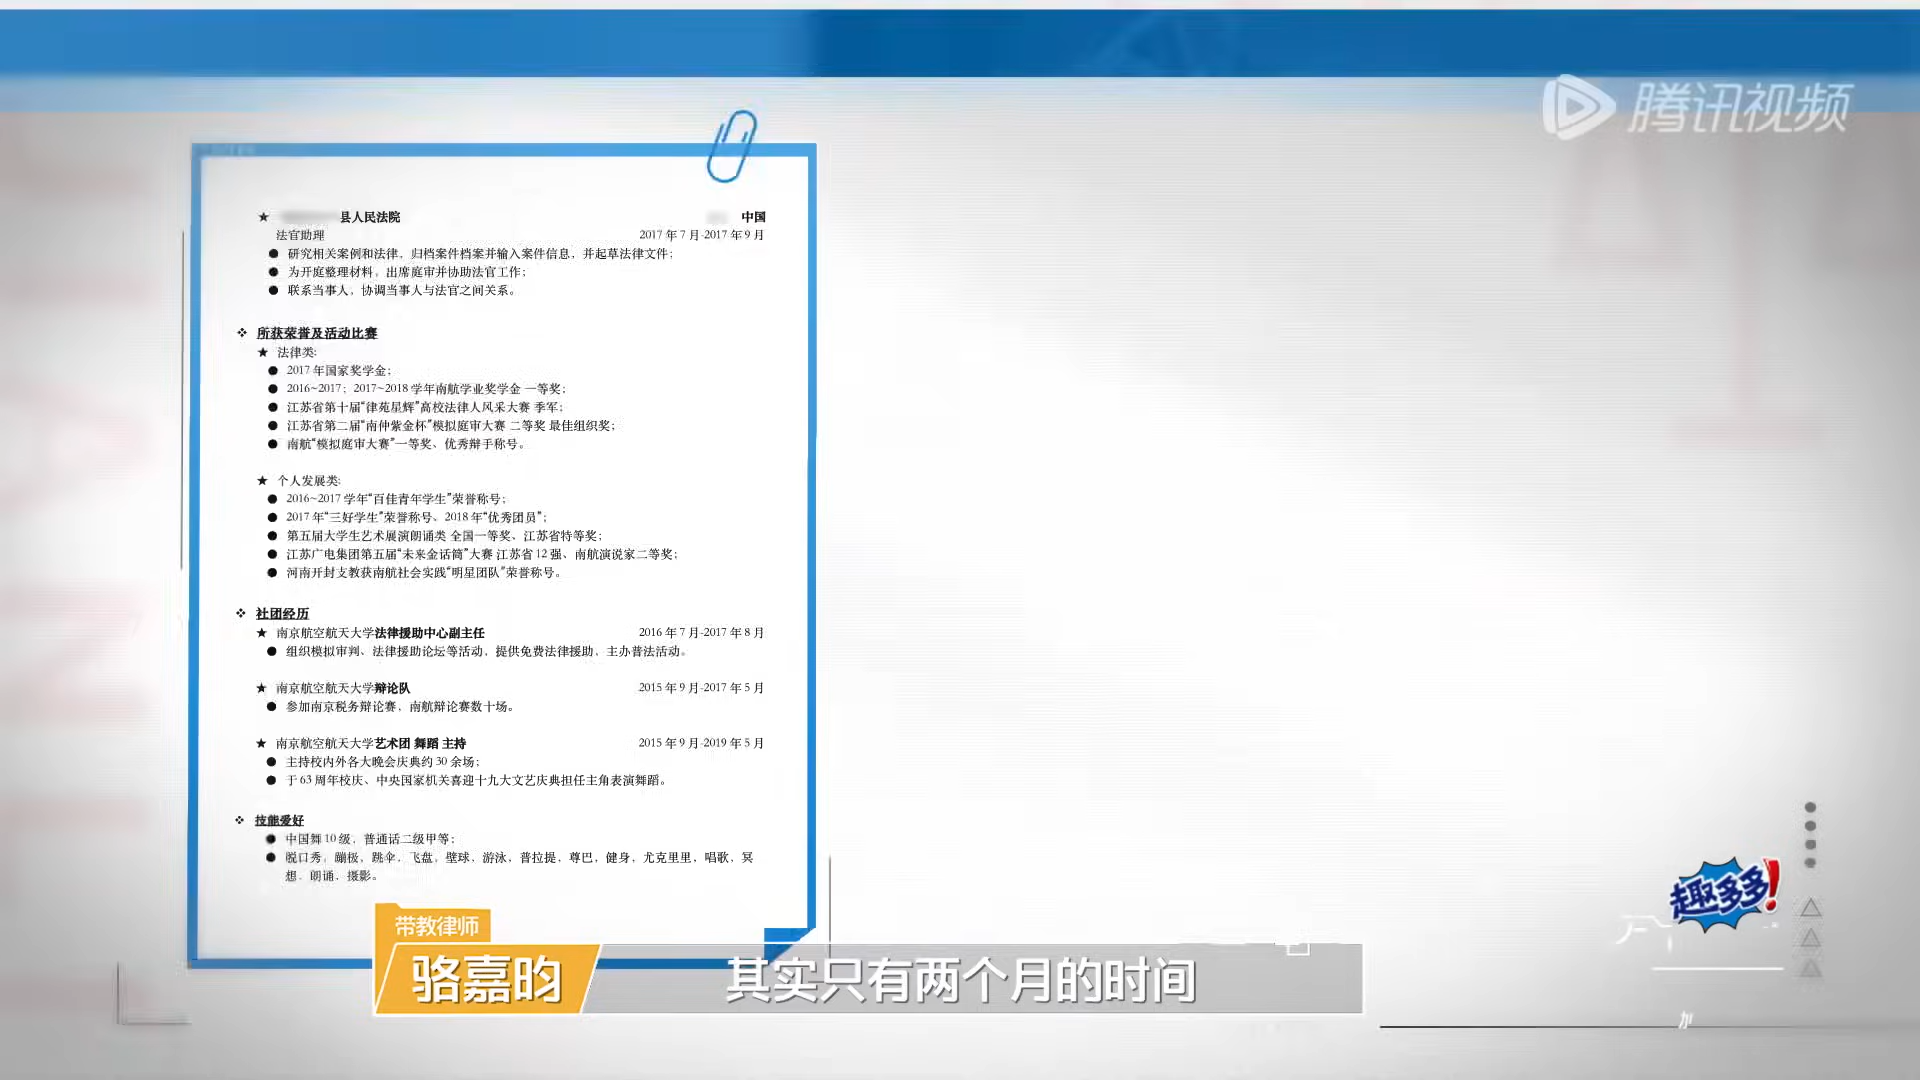 腾讯视频
★ 县人民法院 中国
法官助理 2017 年 7 月-2017 年 9 月
● 研究相关案例和法律，归档案件档案并输入案件信息，并起草法律文件；
● 为开庭整理材料，出席庭审并协助法官工作；
● 联系当事人，协调当事人与法官之间关系。
❖ 所获荣誉及活动比赛
★ 法律类：
● 2017 年国家奖学金；
● 2016~2017；2017~2018 学年南航学业奖学金 一等奖；
● 江苏省第十届“律苑星辉”高校法律人风采大赛 季军；
● 江苏省第二届“南仲紫金杯”模拟庭审大赛 二等奖 最佳组织奖；
● 南航“模拟庭审大赛”一等奖、优秀辩手称号。
★ 个人发展类：
● 2016~2017 学年“百佳青年学生”荣誉称号；
● 2017 年“三好学生”荣誉称号、2018 年“优秀团员”；
● 第五届大学生艺术展演朗诵类 全国一等奖、江苏省特等奖；
● 江苏广电集团第五届“未来金话筒”大赛 江苏省 12 强、南航演说家二等奖；
● 河南开封支教获南航社会实践“明星团队”荣誉称号。
❖ 社团经历
★ 南京航空航天大学法律援助中心副主任 2016 年 7 月-2017 年 8 月
● 组织模拟审判、法律援助论坛等活动，提供免费法律援助，主办普法活动。
★ 南京航空航天大学辩论队 2015 年 9 月-2017 年 5 月
● 参加南京税务辩论赛，南航辩论赛数十场。
★ 南京航空航天大学艺术团 舞蹈 主持 2015 年 9 月-2019 年 5 月
● 主持校内外各大晚会庆典约 30 余场；
● 于 63 周年校庆、中央国家机关喜迎十九大文艺庆典担任主角表演舞蹈。
❖ 技能爱好
● 中国舞 10 级，普通话二级甲等；
● 脱口秀，蹦极，跳伞，飞盘，壁球，游泳，普拉提，尊巴，健身，尤克里里，唱歌，冥
想，朗诵，摄影。
趣多多！
带教律师
骆嘉昀 其实只有两个月的时间